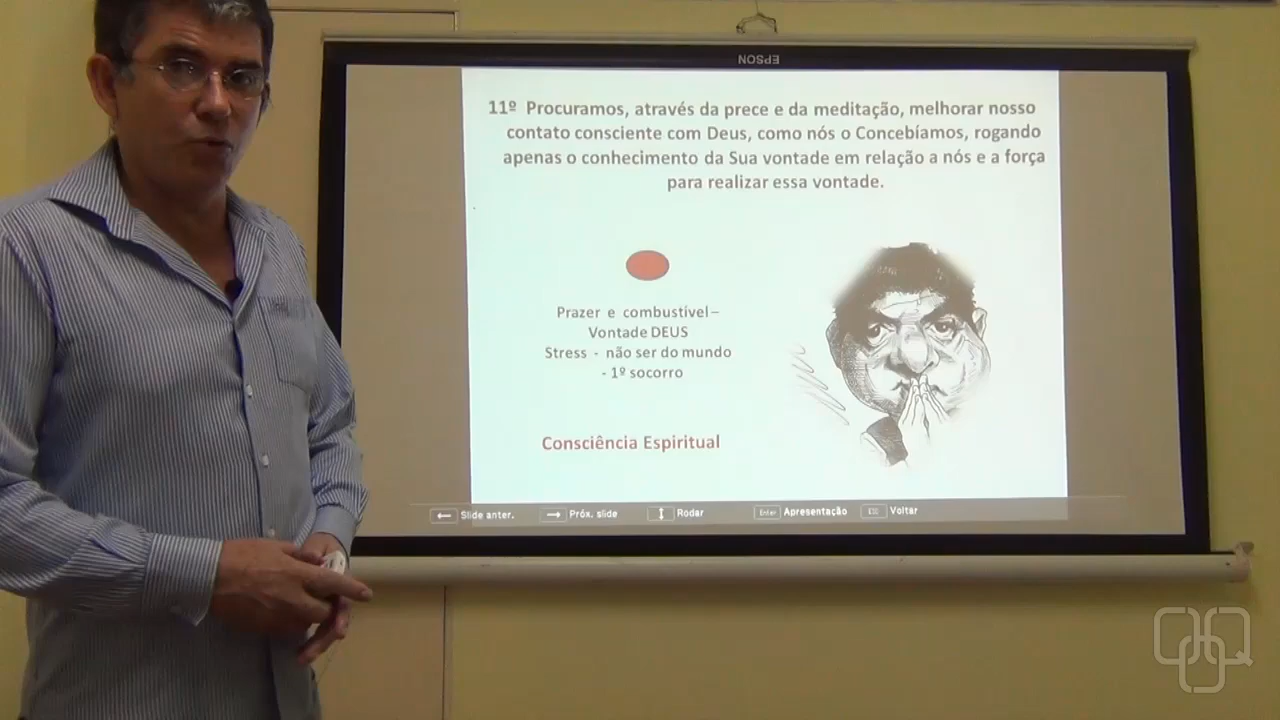 EPSON
11º Procuramos, através da prece e da meditação, melhorar nosso
contato consciente com Deus, como nós o Concebíamos, rogando
apenas o conhecimento da Sua vontade em relação a nós e a força
para realizar essa vontade.
Prazer e combustível –
Vontade DEUS
Stress - não ser do mundo
- 1º socorro
Consciência Espiritual
Slide anter. Próx. slide Rodar Enter Apresentação ESC Voltar